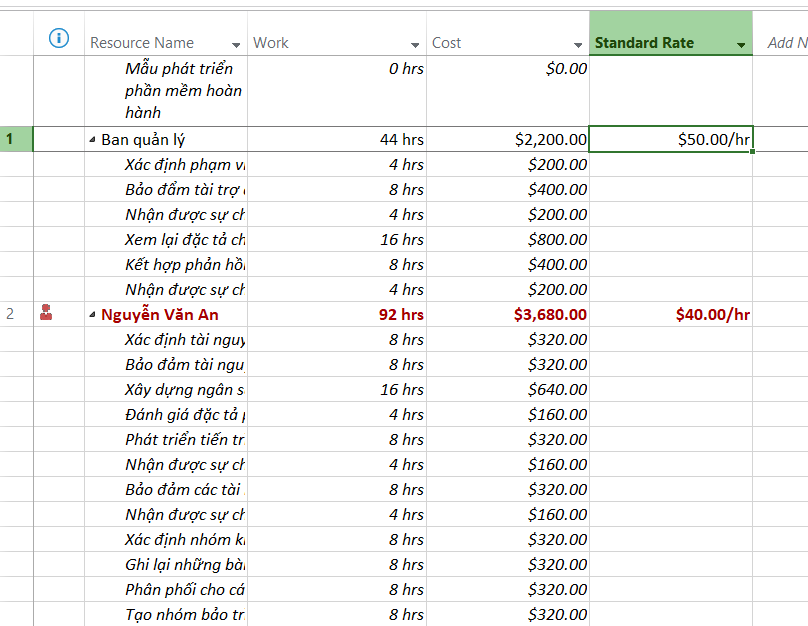 Resource Name Work Cost Standard Rate Add N
Mẫu phát triển 0 hrs $0.00
phần mềm hoàn
hành
1 Ban quản lý 44 hrs $2,200.00 $50.00/hr
Xác định phạm vi 4 hrs $200.00
Bảo đẩm tài trợ 8 hrs $400.00
Nhận được sự ch 4 hrs $200.00
Xem lại đặc tả ch 16 hrs $800.00
Kết hợp phản hồi 8 hrs $400.00
Nhận được sự ch 4 hrs $200.00
2 Nguyễn Văn An 92 hrs $3,680.00 $40.00/hr
Xác định tài nguy 8 hrs $320.00
Bảo đảm tài ngu 8 hrs $320.00
Xây dựng ngân s 16 hrs $640.00
Đánh giá đặc tả 4 hrs $160.00
Phát triển tiến tr 8 hrs $320.00
Nhận được sự ch 4 hrs $160.00
Bảo đảm các tài 8 hrs $320.00
Nhận được sự ch 4 hrs $160.00
Xác định nhóm k 8 hrs $320.00
Ghi lại những bài 8 hrs $320.00
Phân phối cho cá 8 hrs $320.00
Tạo nhóm bảo tr 8 hrs $320.00